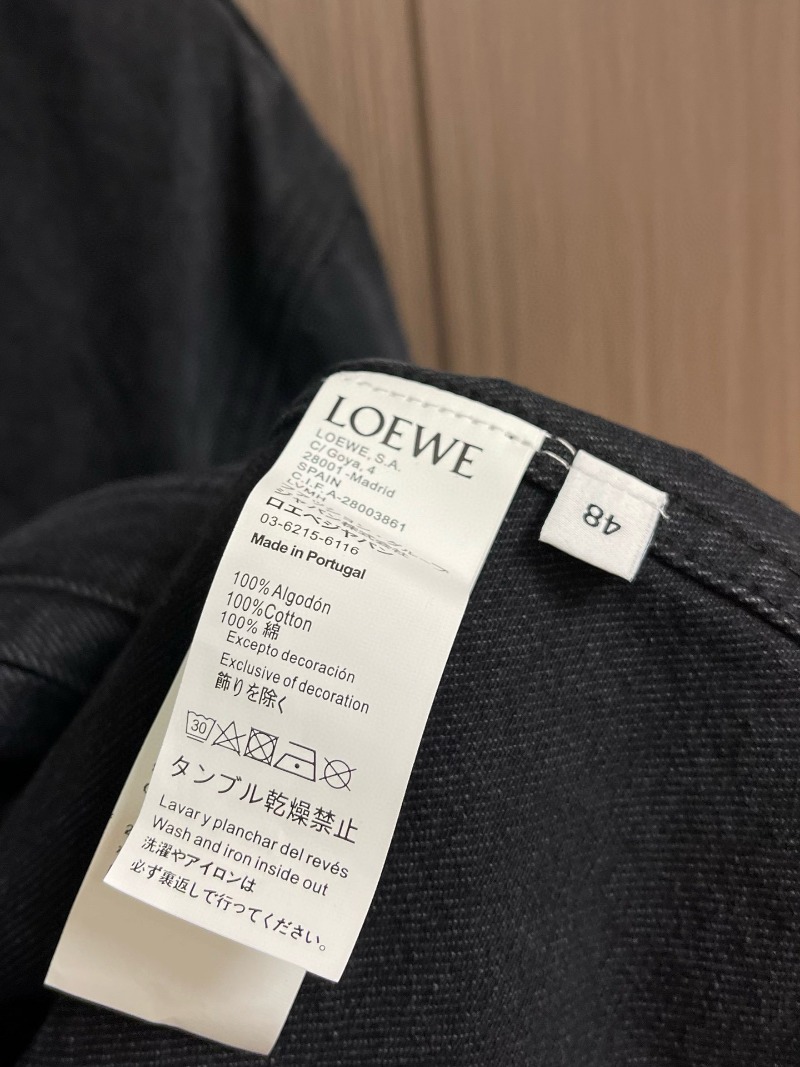 LOEWE
LOEWE, S.A.
C/ Goya, 4
28001-Madrid
SPAIN
C.I.F. A-28003861
LVMH
ロエベジャパン
03-6215-6116
Made in Portugal
100% Algodón
100%Cotton
100% 綿
Excepto decoración
Exclusive of decoration
飾りを除く
30
タンブル乾燥禁止
Lavar y planchar del revés
Wash and iron inside out
洗濯やアイロンは
必ず裏返しで行ってください。
48